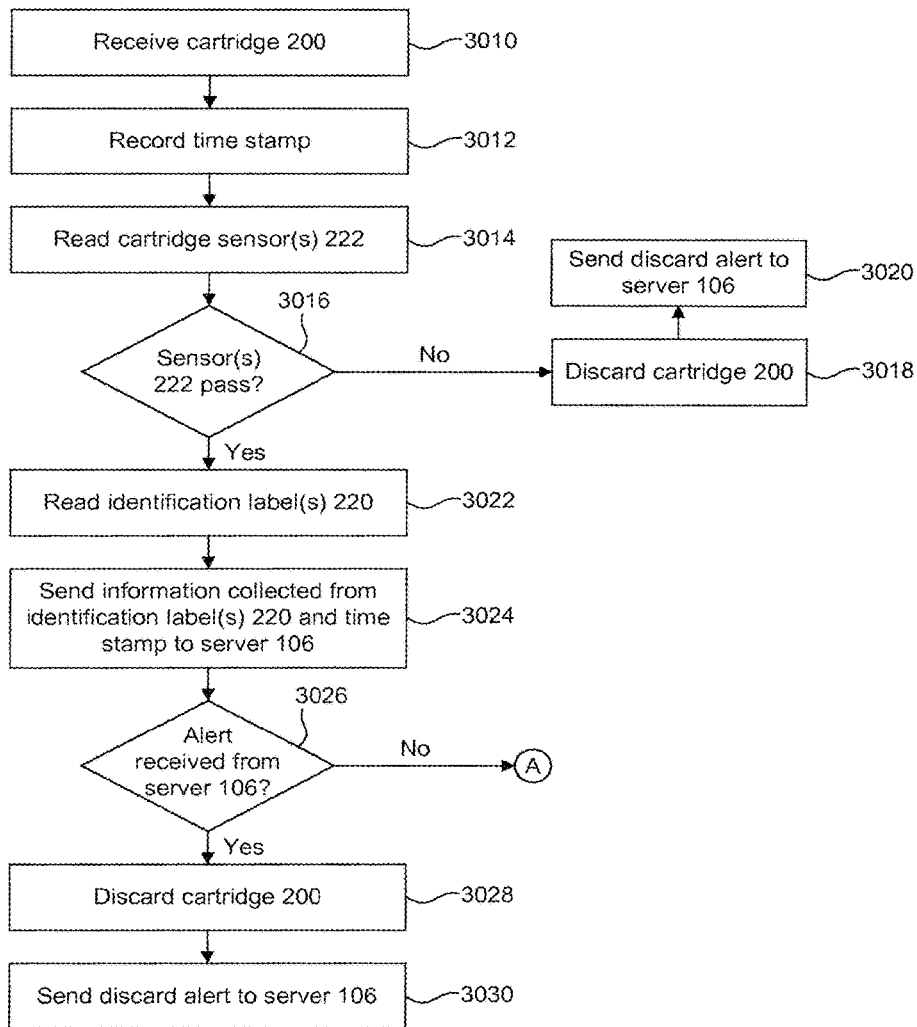 Receive cartridge 200
3010
Record time stamp
3012
Read cartridge sensor(s) 222
3014
3016
Sensor(s)
222 pass?
No
Yes
Send discard alert to
server 106
3020
Discard cartridge 200
3018
Read identification label(s) 220
3022
Send information collected from
identification label(s) 220 and time
stamp to server 106
3024
3026
Alert
received from
server 106?
No
A
Yes
Discard cartridge 200
3028
Send discard alert to server 106
3030